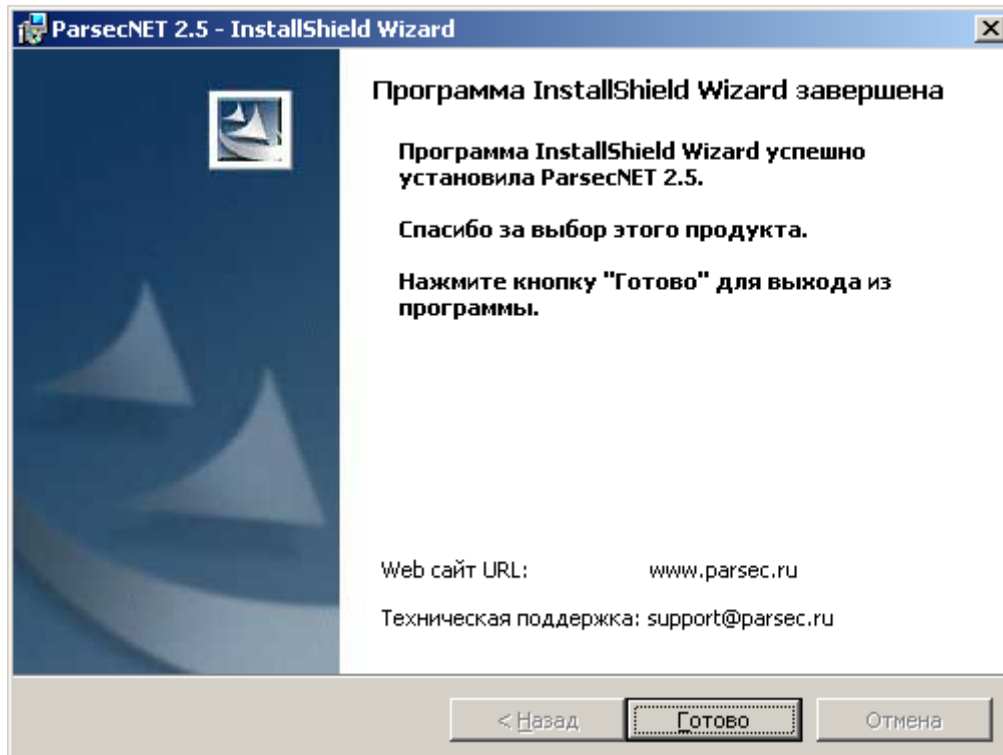 ParsecNET 2.5 - InstallShield Wizard
Программа InstallShield Wizard завершена
Программа InstallShield Wizard успешно
установила ParsecNET 2.5.
Спасибо за выбор этого продукта.
Нажмите кнопку "Готово" для выхода из
программы.
Web сайт URL: www.parsec.ru
Техническая поддержка: support@parsec.ru
< Назад Готово Отмена